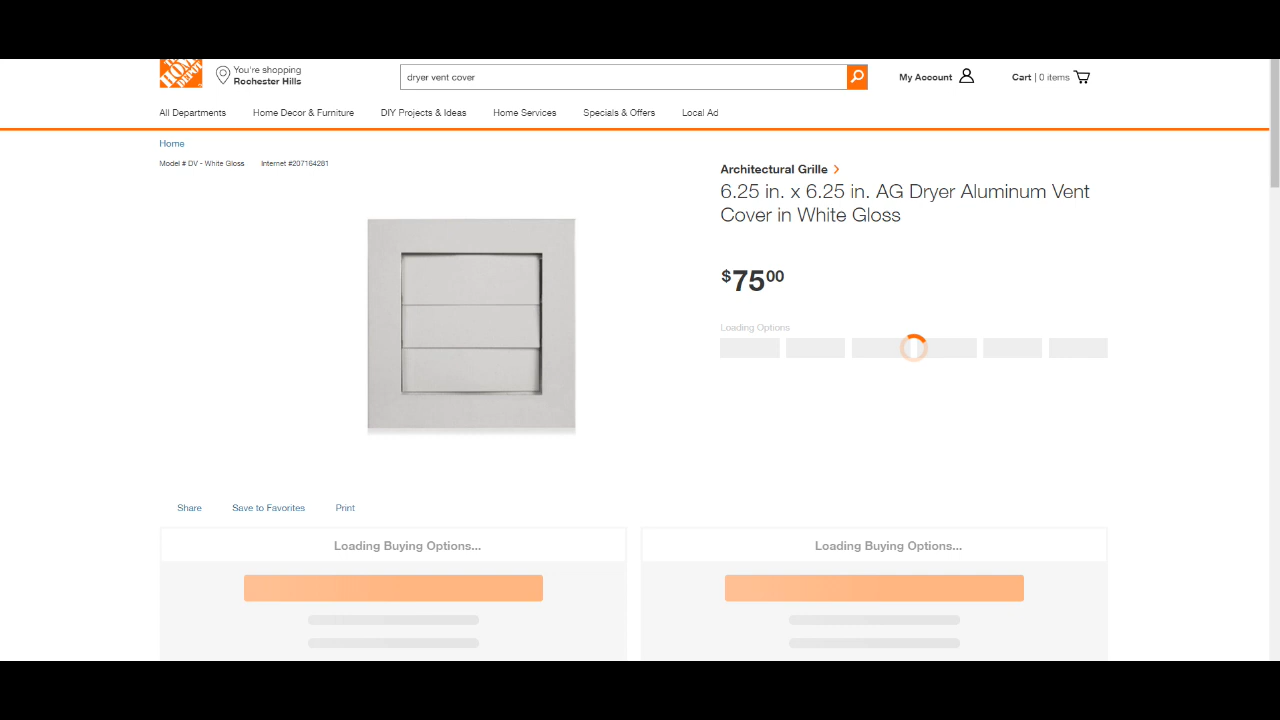 THE HOME DEPOT
You're shopping
Rochester Hills
dryer vent cover
My Account
Cart | 0 items
All Departments
Home Decor & Furniture
DIY Projects & Ideas
Home Services
Specials & Offers
Local Ad
Home
Model # DV - White Gloss
Internet #207164281
Architectural Grille
6.25 in. x 6.25 in. AG Dryer Aluminum Vent
Cover in White Gloss
$75 00
Loading Options
Share
Save to Favorites
Print
Loading Buying Options...
Loading Buying Options...